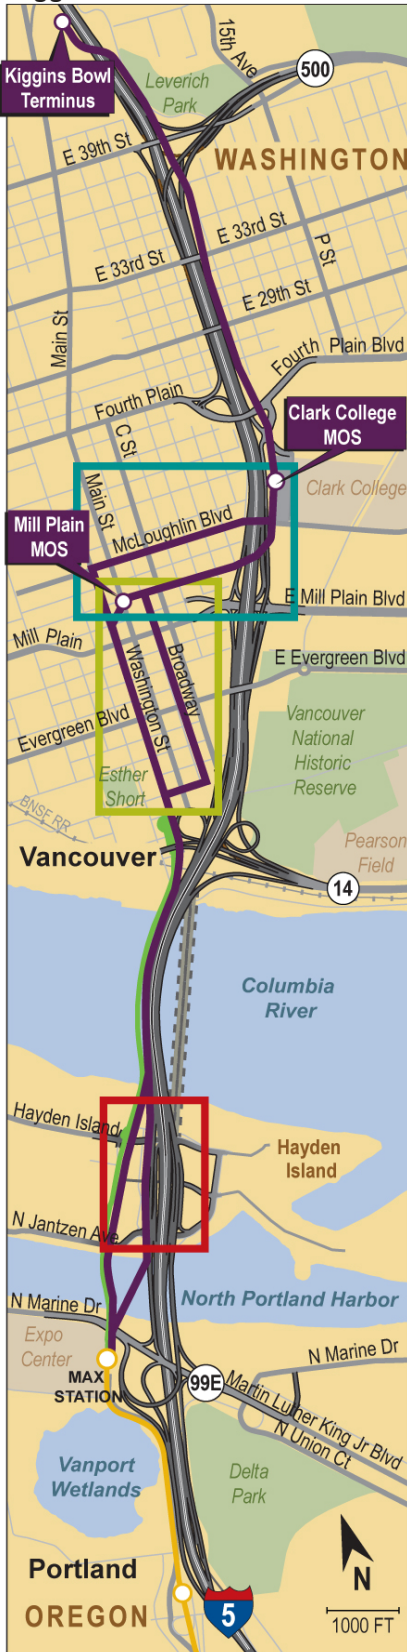 15th Ave
500
Kiggins Bowl
Terminus
Leverich
Park
E 39th St
WASHINGTON
E 33rd St
E 33rd St
P St
E 29th St
Main St
Fourth Plain Blvd
Fourth Plain
C St
Clark College
MOS
Main St
Clark College
Mill Plain
MOS
McLoughlin Blvd
E Mill Plain Blvd
Mill Plain
Broadway
E Evergreen Blvd
Washington St
Evergreen Blvd
Vancouver
National
Historic
Reserve
Esther
Short
BNSF RR
Pearson
Field
Vancouver
14
Columbia
River
Hayden Island
Hayden
Island
N Jantzen Ave
N Marine Dr
North Portland Harbor
Expo
Center
N Marine Dr
MAX
STATION
99E
Martin Luther King Jr Blvd
N Union Ct
Vanport
Wetlands
Delta
Park
Portland
N
OREGON
5
1000 FT